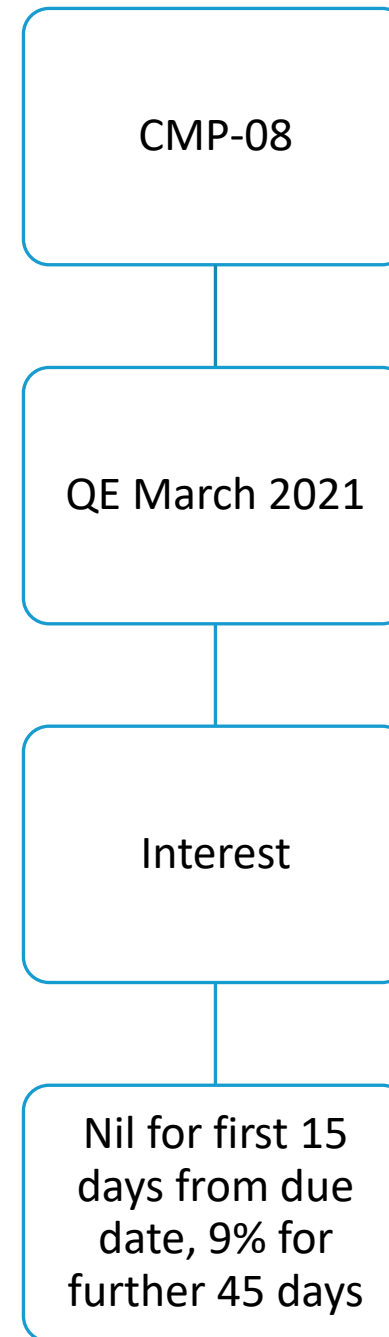 CMP-08
QE March 2021
Interest
Nil for first 15
days from due
date, 9% for
further 45 days